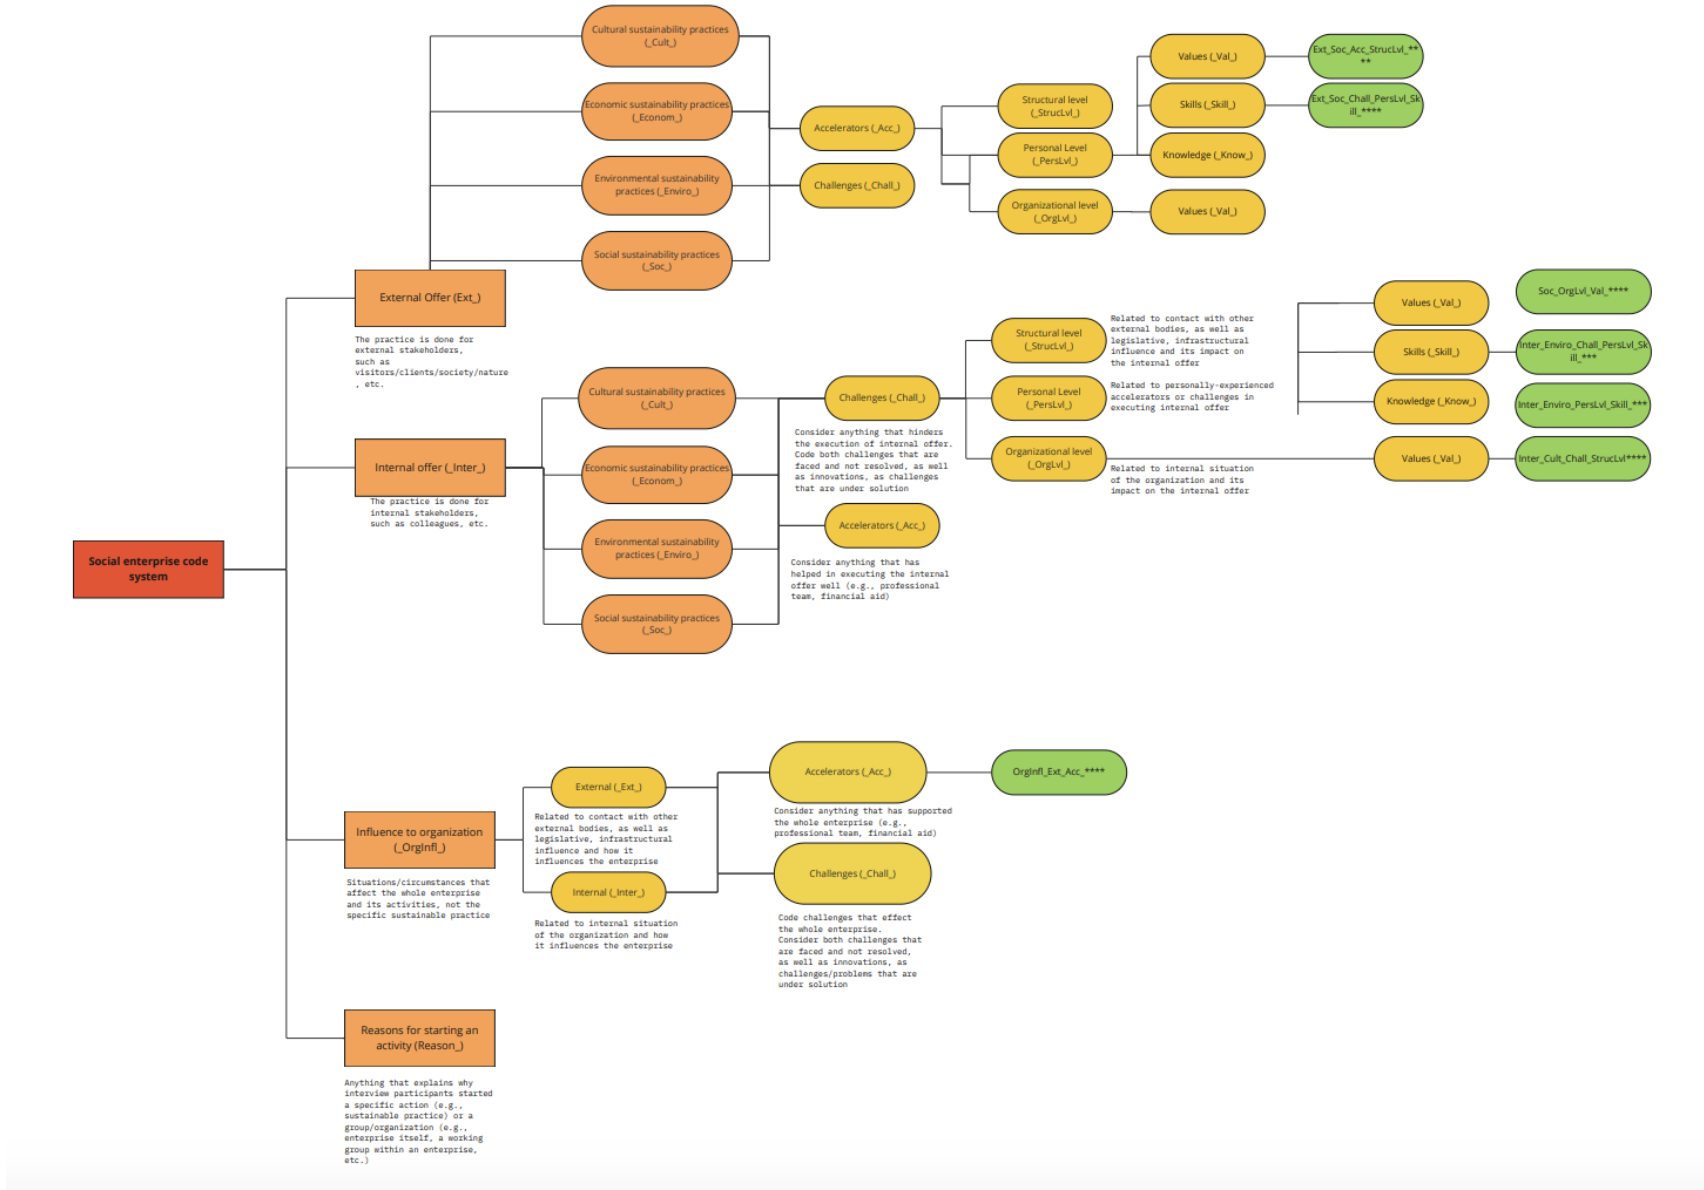 Cultural sustainability practices
(_Cult_)
Economic sustainability practices
(_Econom_)
Environmental sustainability
practices (_Enviro_)
Social sustainability practices
(_Soc_)
Accelerators (_Acc_)
Challenges (_Chall_)
Structural level
(_StrucLvl_)
Personal Level
(_PersLvl_)
Organizational level
(_OrgLvl_)
Values (_Val_)
Skills (_Skill_)
Knowledge (_Know_)
Values (_Val_)
Ext_Soc_Acc_StrucLvl_**
**
Ext_Soc_Chall_PersLvl_Sk
ill_****
External Offer (Ext_)
The practice is done for
external stakeholders,
such as
visitors/clients/society/nature
, etc.
Internal offer (_Inter_)
The practice is done for
internal stakeholders,
such as colleagues, etc.
Cultural sustainability practices
(_Cult_)
Economic sustainability practices
(_Econom_)
Environmental sustainability
practices (_Enviro_)
Social sustainability practices
(_Soc_)
Challenges (_Chall_)
Consider anything that hinders
the execution of internal offer.
Code both challenges that are
faced and not resolved, as well
as innovations, as challenges
that are under solution
Accelerators (_Acc_)
Consider anything that has
helped in executing the internal
offer well (e.g., professional
team, financial aid)
Structural level
(_StrucLvl_)
Related to contact with other
external bodies, as well as
legislative, infrastructural
influence and its impact on
the internal offer
Personal Level
(_PersLvl_)
Related to personally-experienced
accelerators or challenges in
executing internal offer
Organizational level
(_OrgLvl_)
Related to internal situation
of the organization and its
impact on the internal offer
Values (_Val_)
Skills (_Skill_)
Knowledge (_Know_)
Values (_Val_)
Soc_OrgLvl_Val_****
Inter_Enviro_Chall_PersLvl_Sk
ill_***
Inter_Enviro_PersLvl_Skill_***
Inter_Cult_Chall_StrucLvl****
Social enterprise code
system
Influence to organization
(_OrgInfl_)
Situations/circumstances that
affect the whole enterprise
and its activities, not the
specific sustainable practice
External (_Ext_)
Related to contact with other
external bodies, as well as
legislative, infrastructural
influence and how it
influences the enterprise
Internal (_Inter_)
Related to internal situation
of the organization and how
it influences the enterprise
Accelerators (_Acc_)
Consider anything that has supported
the whole enterprise (e.g.,
professional team, financial aid)
Challenges (_Chall_)
Code challenges that effect
the whole enterprise.
Consider both challenges that
are faced and not resolved,
as well as innovations, as
challenges/problems that are
under solution
OrgInfl_Ext_Acc_****
Reasons for starting an
activity (Reason_)
Anything that explains why
interview participants started
a specific action (e.g.,
sustainable practice) or a
group/organization (e.g.,
enterprise itself, a working
group within an enterprise,
etc.)